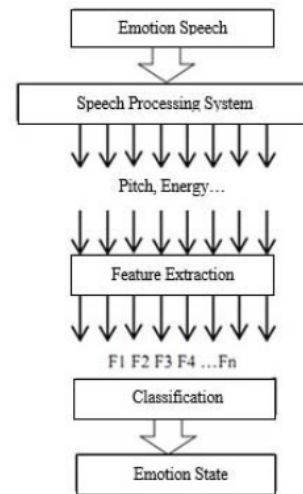 Emotion Speech
Speech Processing System
Pitch, Energy...
Feature Extraction
F1 F2 F3 F4 ...Fn
Classification
Emotion State